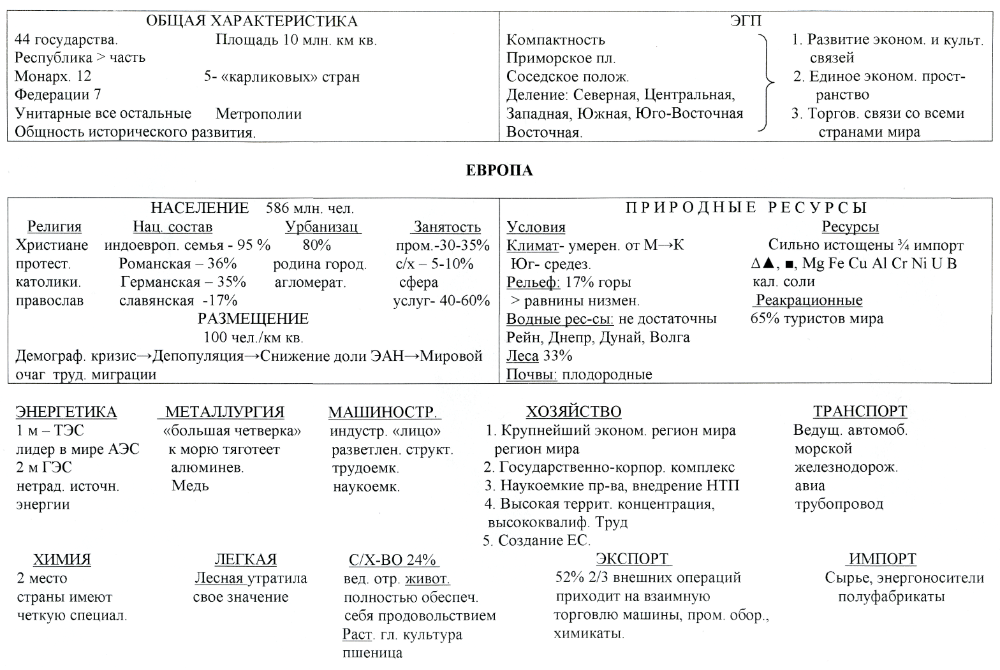 ОБЩАЯ ХАРАКТЕРИСТИКА
44 государства. Площадь 10 млн. км кв.
Республика > часть
Монарх. 12 5- «карликовых» стран
Федерации 7
Унитарные все остальные Метрополии
Общность исторического развития.
ЭГП
Компактность
Приморское пл.
Соседское полож.
Деление: Северная, Центральная,
Западная, Южная, Юго-Восточная
Восточная.
1. Развитие эконом. и культ.
связей
2. Единое эконом. прост-
ранство
3. Торгов. связи со всеми
странами мира
ЕВРОПА
НАСЕЛЕНИЕ 586 млн. чел.
Религия Нац. состав Урбанизац Занятость
Христиане индоевроп. семья - 95 % 80% пром.-30-35%
протест. Романская – 36% родина город. с/х – 5-10%
католики. Германская – 35% агломерат. сфера
православ славянская -17% услуг- 40-60%
РАЗМЕЩЕНИЕ
100 чел./км кв.
Демограф. кризис→Депопуляция→Снижение доли ЭАН→Мировой
очаг труд. миграции
ПРИРОДНЫЕ РЕСУРСЫ
Условия
Климат- умерен. от М→К
Юг- средез.
Рельеф: 17% горы
> равнины низмен.
Водные рес-сы: не достаточны
Рейн, Днепр, Дунай, Волга
Леса 33%
Почвы: плодородные
Ресурсы
Сильно истощены ¾ импорт
Δ▲, ■, Mg Fe Cu Al Cr Ni U B
кал. соли
Реакрационные
65% туристов мира
ЭНЕРГЕТИКА
1 м – ТЭС
лидер в мире АЭС
2 м ГЭС
нетрад. источн.
энергии
МЕТАЛЛУРГИЯ
«большая четверка»
к морю тяготеет
алюминев.
Медь
МАШИНОСТР.
индустр. «лицо»
разветлен. структ.
трудоемк.
наукоемк.
ХОЗЯЙСТВО
1. Крупнейший эконом. регион мира
регион мира
2. Государственно-корпор. комплекс
3. Наукоемкие пр-ва, внедрение НТП
4. Высокая террит. концентрация,
высококвалиф. Труд
5. Создание ЕС.
ТРАНСПОРТ
Ведущ. автомоб.
морской
железнодорож.
авиа
трубопровод
ХИМИЯ
2 место
страны имеют
четкую специал.
ЛЕГКАЯ
Лесная утратила
свое значение
С/Х-ВО 24%
вед. отр. живот.
полностью обеспеч.
себя продовольствием
Раст. гл. культура
пшеница
ЭКСПОРТ
52% 2/3 внешних операций
приходит на взаимную
торговлю машины, пром. обор.,
химикаты.
ИМПОРТ
Сырье, энергоносители
полуфабрикаты